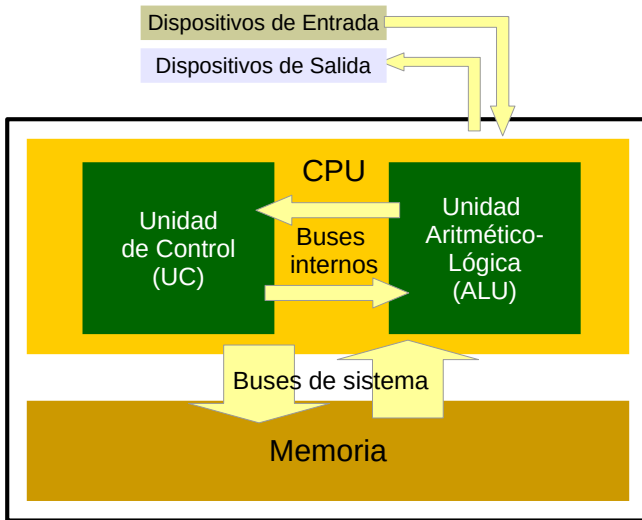 Dispositivos de Entrada
Dispositivos de Salida
CPU
Unidad
de Control
(UC)
Buses
internos
Unidad
Aritmético-
Lógica
(ALU)
Buses de sistema
Memoria